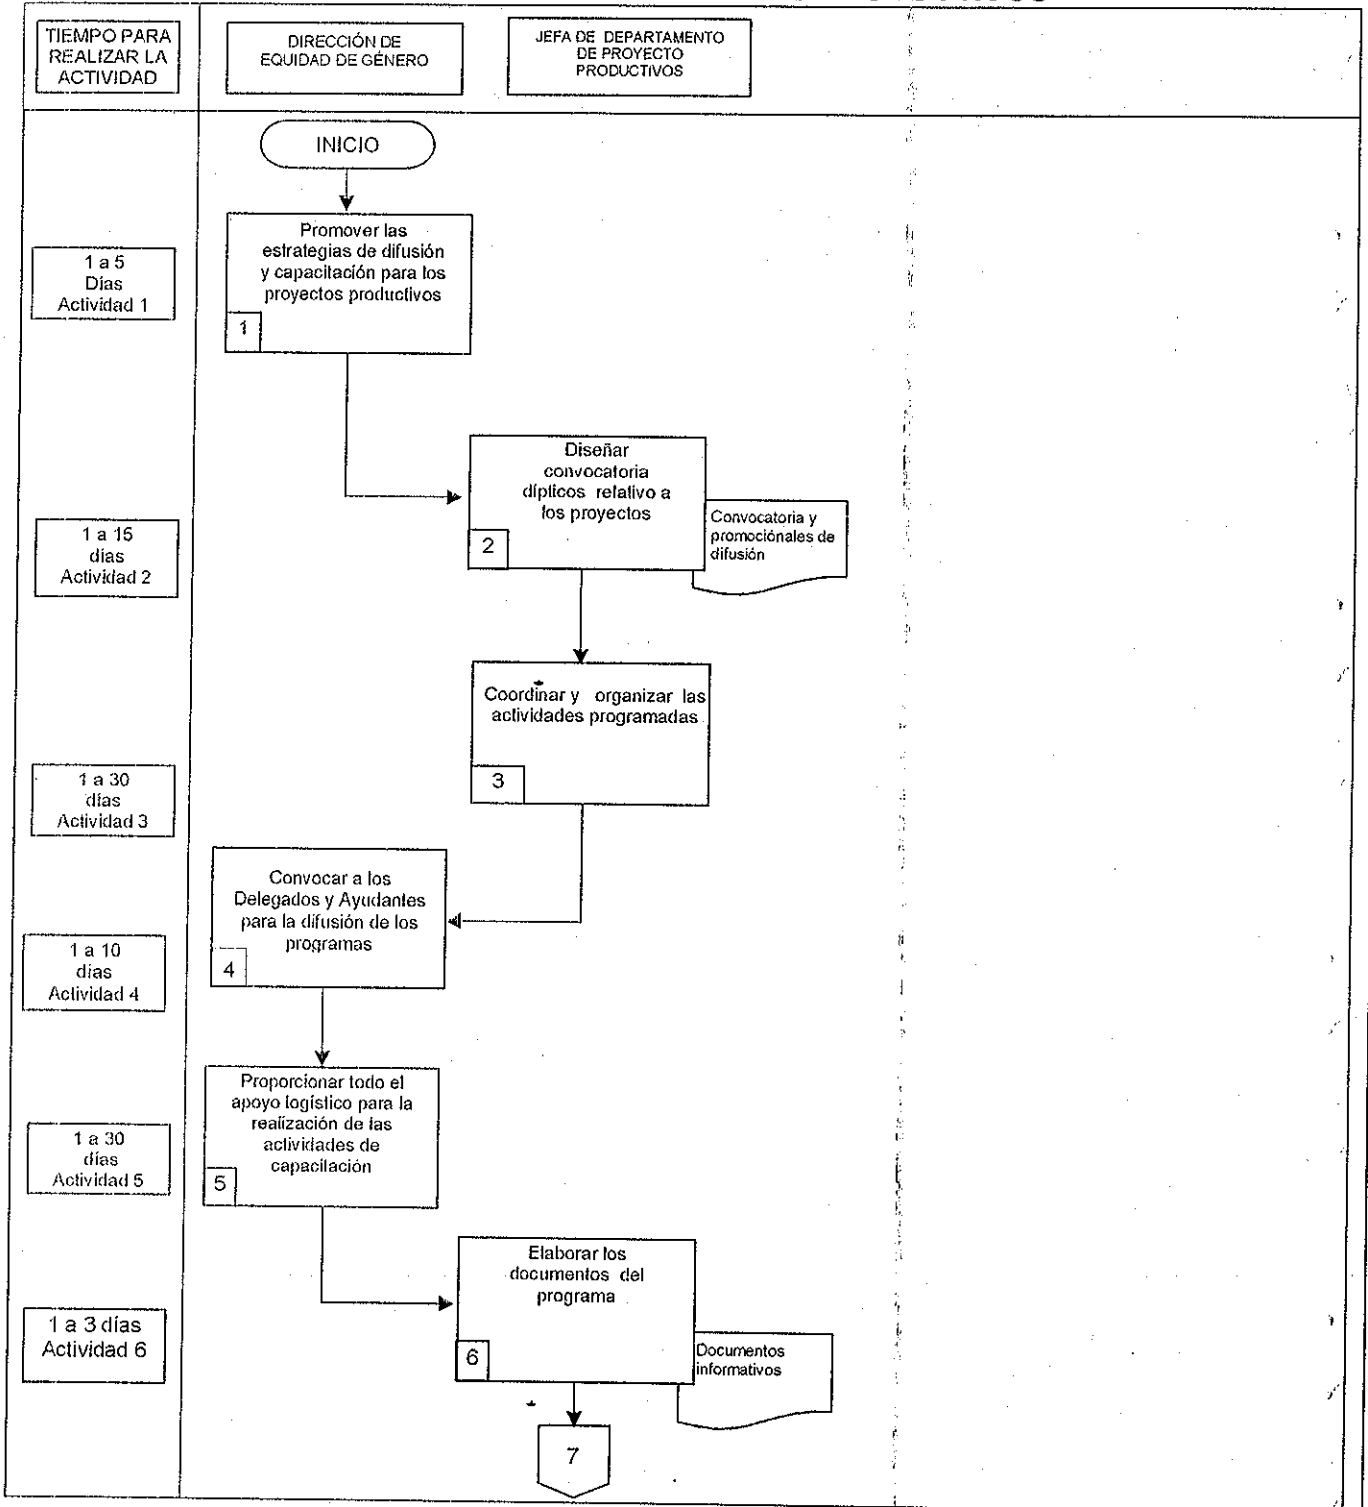 TIEMPO PARA
REALIZAR LA
ACTIVIDAD
DIRECCIÓN DE
EQUIDAD DE GÉNERO
JEFA DE DEPARTAMENTO
DE PROYECTO
PRODUCTIVOS
INICIO
1 a 5
Días
Actividad 1
Promover las
estrategias de difusión
y capacitación para los
proyectos productivos
1
1 a 15
días
Actividad 2
Diseñar
convocatoria
dípticos relativo a
los proyectos
2
Convocatoria y
promociónales de
difusión
1 a 30
días
Actividad 3
Coordinar y organizar las
actividades programadas
3
1 a 10
días
Actividad 4
Convocar a los
Delegados y Ayudantes
para la difusión de los
programas
4
1 a 30
días
Actividad 5
Proporcionar todo el
apoyo logístico para la
realización de las
actividades de
capacitación
5
1 a 3 días
Actividad 6
Elaborar los
documentos del
programa
6
Documentos
informativos
7